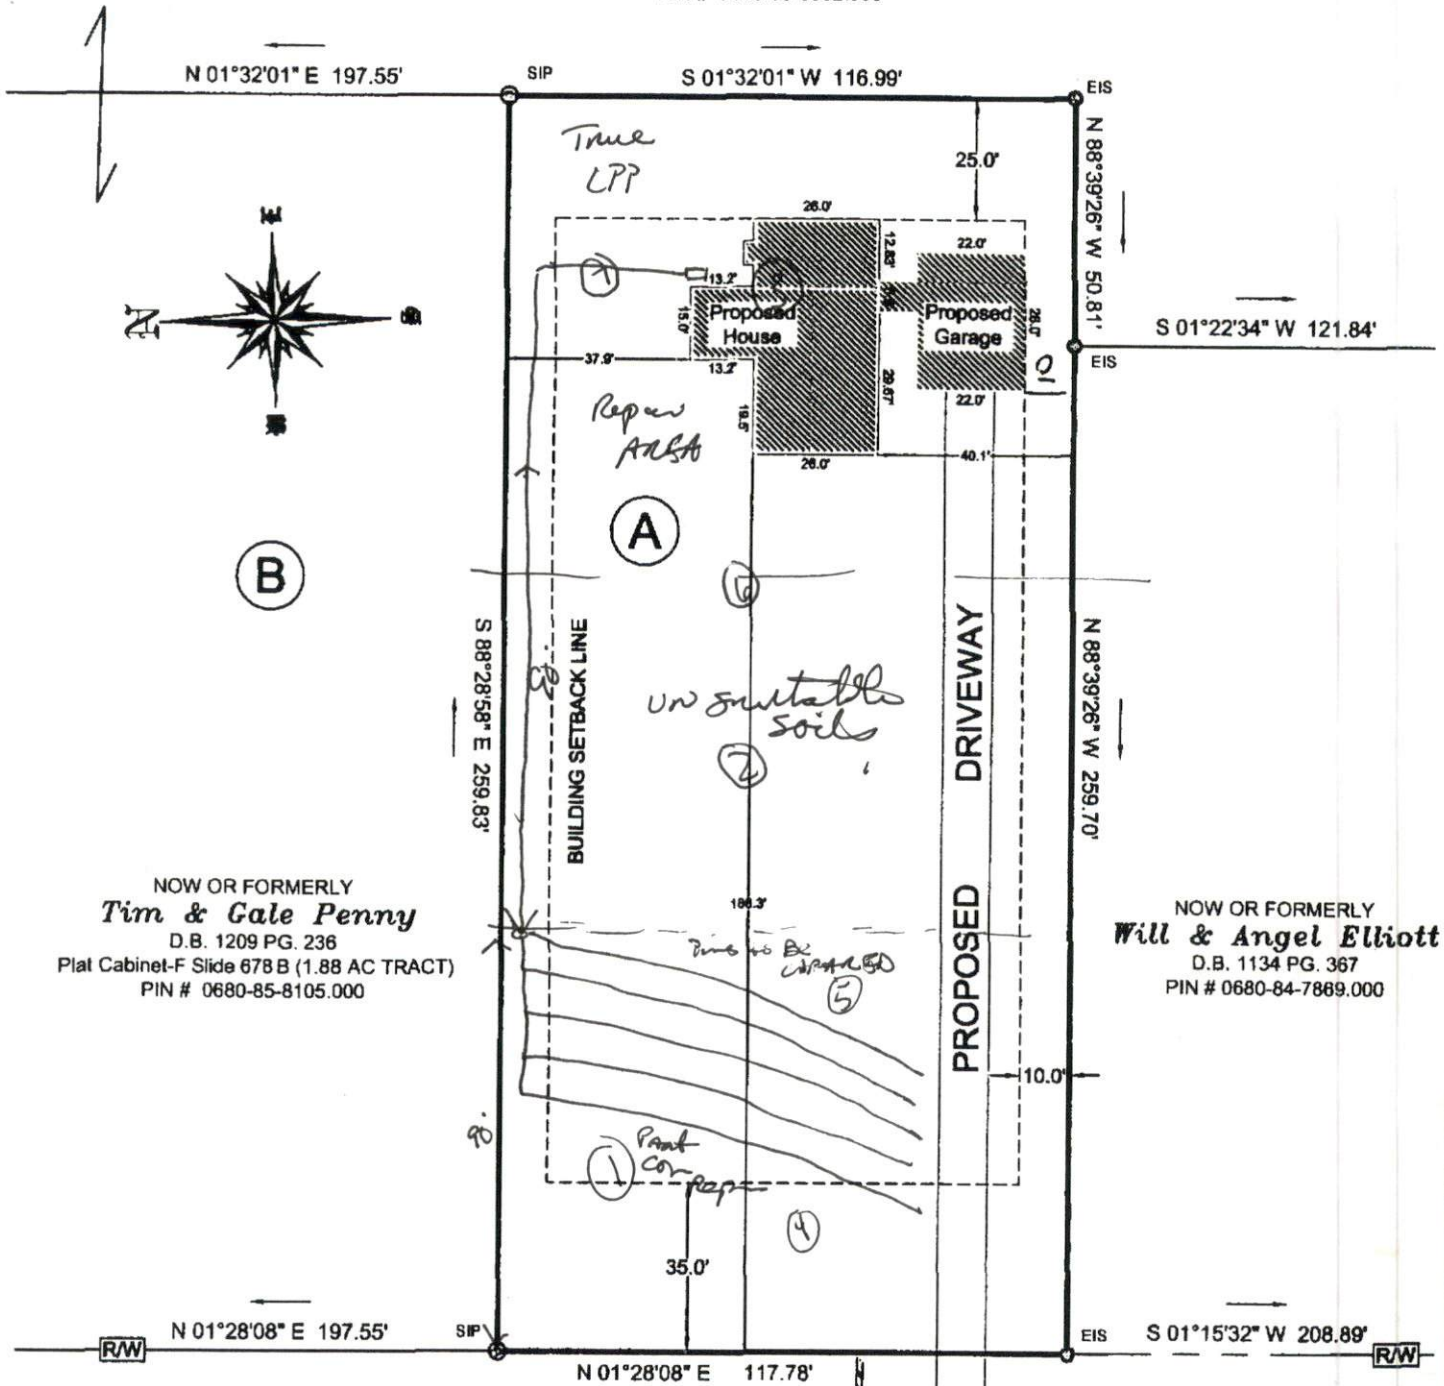 N 01°32'01" E 197.55'
SIP
S 01°32'01" W 116.99'
EIS
True
LPP
25.0'
N 88°39'26" W 50.81'
26.0'
12.83'
22.0'
13.2'
15.0'
Proposed
House
Proposed
Garage
26.0'
S 01°22'34" W 121.84'
EIS
37.9'
13.2'
29.67'
22.0'
Repair
AREA
19.5'
26.0'
40.1'
A
B
6
S 88°28'58" E 259.83'
BUILDING SETBACK LINE
unsuitable
soils
2
PROPOSED DRIVEWAY
N 88°39'26" W 259.70'
NOW OR FORMERLY
Tim & Gale Penny
D.B. 1209 PG. 236
Plat Cabinet-F Slide 678 B (1.88 AC TRACT)
PIN # 0680-85-8105.000
186.3'
to Be
5
NOW OR FORMERLY
Will & Angel Elliott
D.B. 1134 PG. 367
PIN # 0680-84-7869.000
10.0'
90'
1
Part
Repair
4
35.0'
N 01°28'08" E 197.55'
SIP
R/W
N 01°28'08" E 117.78'
EIS
S 01°15'32" W 208.89'
R/W